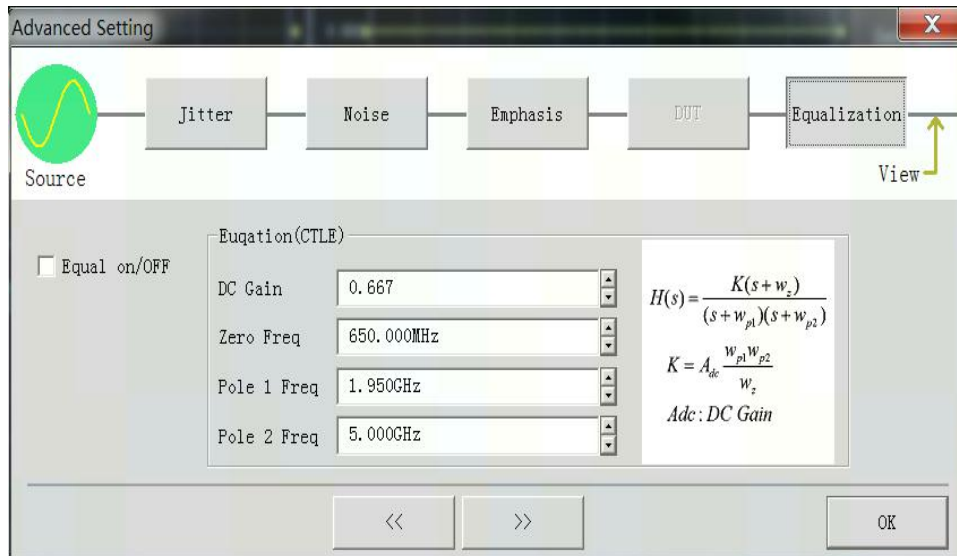 Advanced Setting
X
Jitter
Noise
Emphasis
DUT
Equalization
Source
View
Equal on/OFF
Euqation(CTLE)
DC Gain
0.667
Zero Freq
650.000MHz
Pole 1 Freq
1.950GHz
Pole 2 Freq
5.000GHz
H(s) = K(s + w_z) / (s + w_p1)(s + w_p2)
K = A_dc w_p1 w_p2 / w_z
Adc : DC Gain
<<
>>
OK